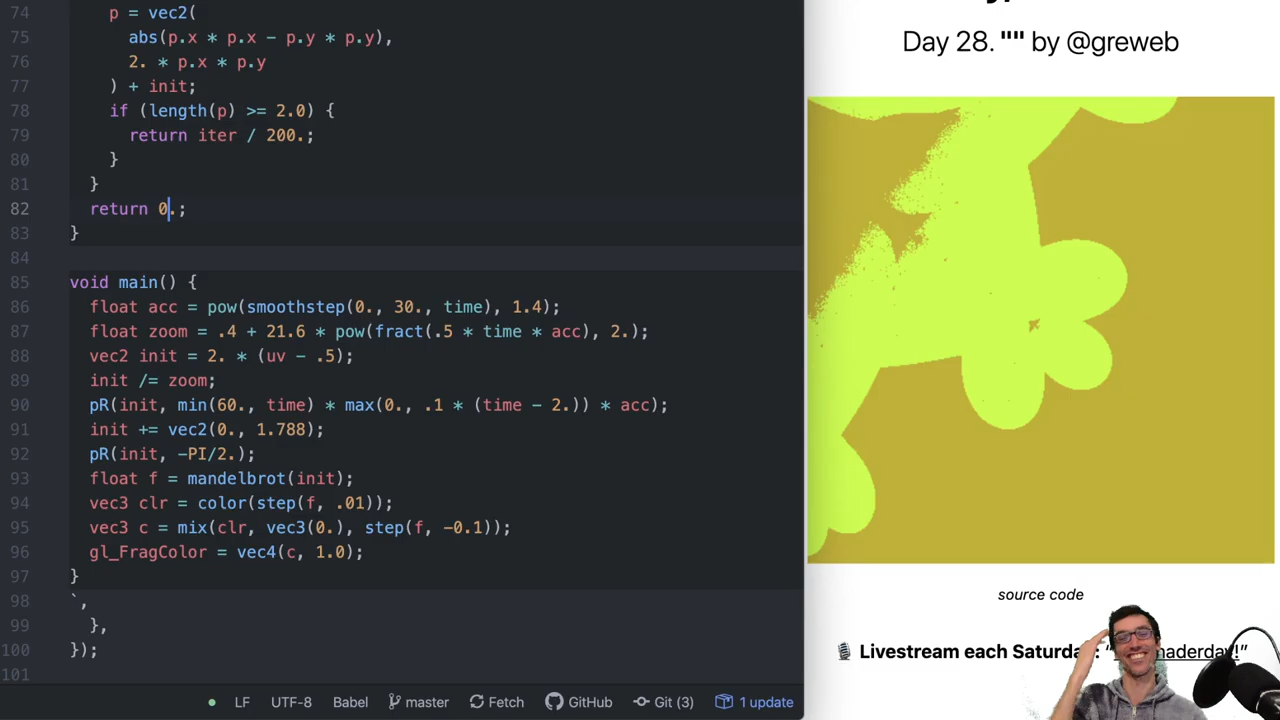 74 p = vec2(
75 abs(p.x * p.x - p.y * p.y),
76 2. * p.x * p.y
77 ) + init;
78 if (length(p) >= 2.0) {
79 return iter / 200.;
80 }
81 }
82 return 0.;
83 }
84
85 void main() {
86 float acc = pow(smoothstep(0., 30., time), 1.4);
87 float zoom = .4 + 21.6 * pow(fract(.5 * time * acc), 2.);
88 vec2 init = 2. * (uv - .5);
89 init /= zoom;
90 pR(init, min(60., time) * max(0., .1 * (time - 2.)) * acc);
91 init += vec2(0., 1.788);
92 pR(init, -PI/2.);
93 float f = mandelbrot(init);
94 vec3 clr = color(step(f, .01));
95 vec3 c = mix(clr, vec3(0.), step(f, -0.1));
96 gl_FragColor = vec4(c, 1.0);
97 }
98 `,
99 },
100 });
101
LF UTF-8 Babel master Fetch GitHub Git (3) 1 update
Day 28. "" by @greweb
source code
Livestream each Saturday: